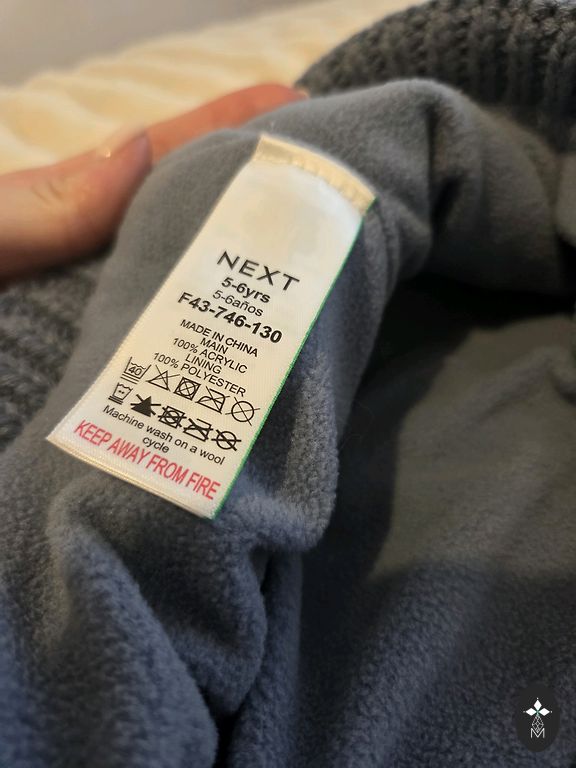 NEXT
5-6yrs
5-6años
F43-746-130
MADE IN CHINA
MAIN
100% ACRYLIC
LINING
100% POLYESTER
40
Machine wash on a wool
cycle
KEEP AWAY FROM FIRE
M